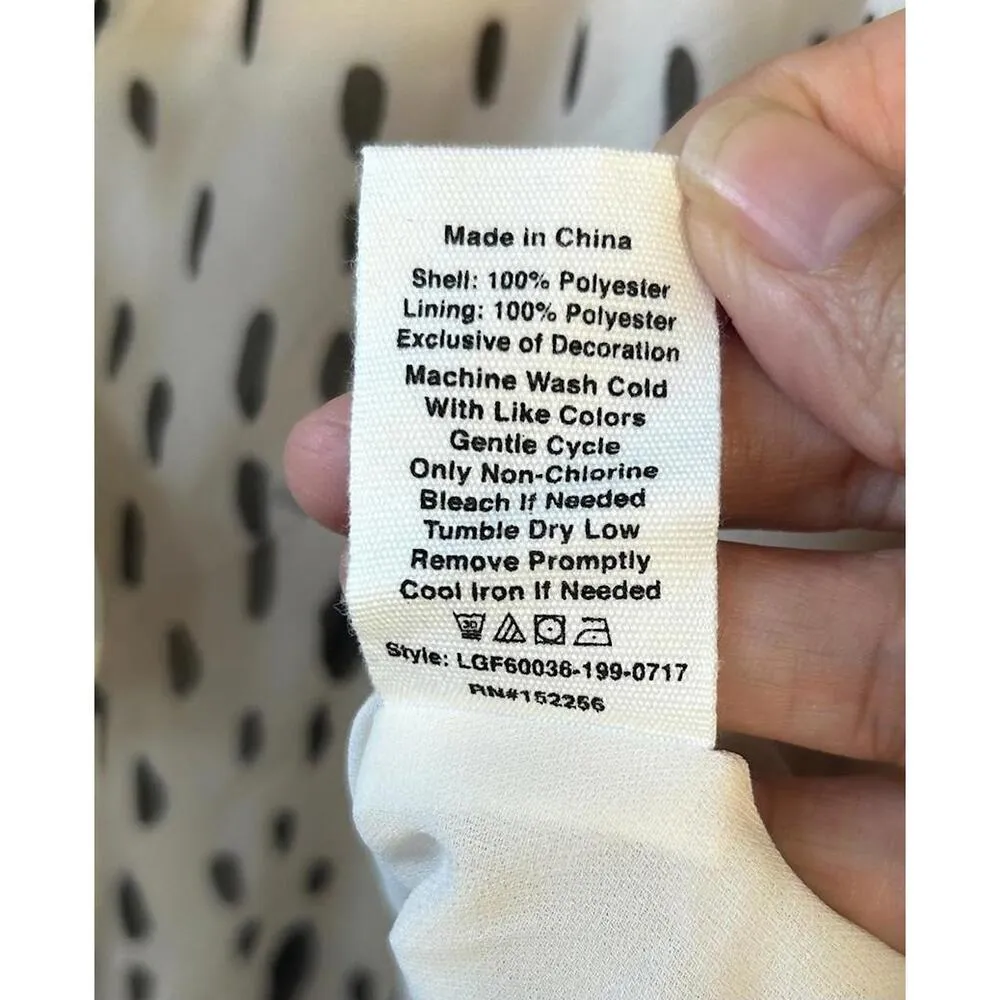 Made in China
Shell: 100% Polyester
Lining: 100% Polyester
Exclusive of Decoration
Machine Wash Cold
With Like Colors
Gentle Cycle
Only Non-Chlorine
Bleach If Needed
Tumble Dry Low
Remove Promptly
Cool Iron If Needed
30
Style: LGF60036-199-0717
RN#152256